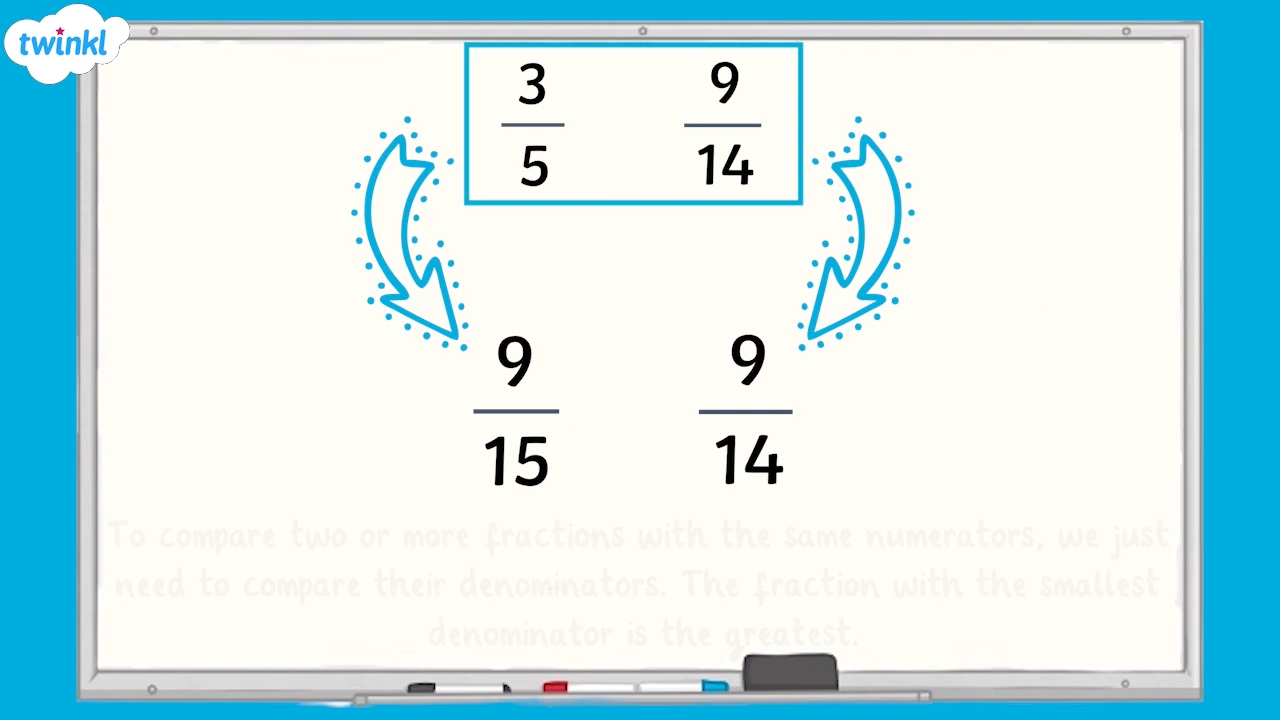 twinkl
3 9
5 14
9 9
15 14
To compare two or more fractions with the same numerators, we just
need to compare their denominators. The fraction with the smallest
denominator is the greatest.